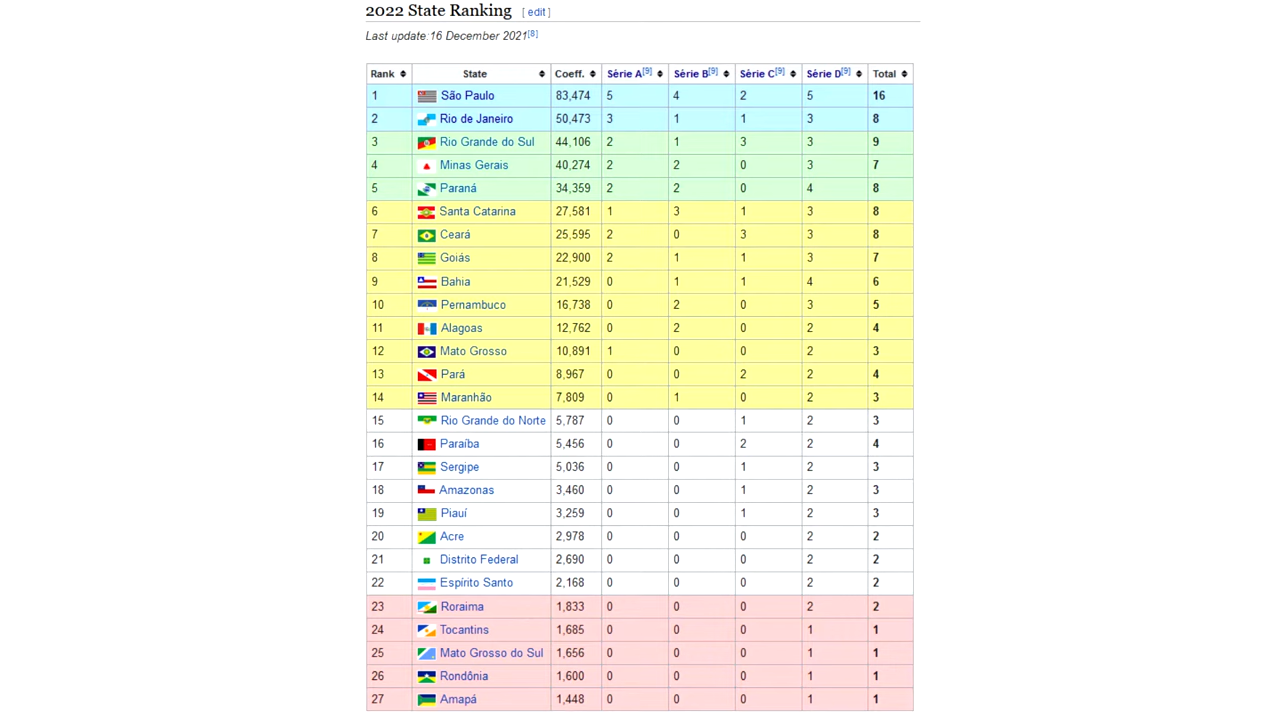 2022 State Ranking [ edit ]
Last update:16 December 2021[8]
Rank State Coeff. Série A[9] Série B[9] Série C[9] Série D[9] Total
1 São Paulo 83,474 5 4 2 5 16
2 Rio de Janeiro 50,473 3 1 1 3 8
3 Rio Grande do Sul 44,106 2 1 3 3 9
4 Minas Gerais 40,274 2 2 0 3 7
5 Paraná 34,359 2 2 0 4 8
6 Santa Catarina 27,581 1 3 1 3 8
7 Ceará 25,595 2 0 3 3 8
8 Goiás 22,900 2 1 1 3 7
9 Bahia 21,529 0 1 1 4 6
10 Pernambuco 16,738 0 2 0 3 5
11 Alagoas 12,762 0 2 0 2 4
12 Mato Grosso 10,891 1 0 0 2 3
13 Pará 8,967 0 0 2 2 4
14 Maranhão 7,809 0 1 0 2 3
15 Rio Grande do Norte 5,787 0 0 1 2 3
16 Paraíba 5,456 0 0 2 2 4
17 Sergipe 5,036 0 0 1 2 3
18 Amazonas 3,460 0 0 1 2 3
19 Piauí 3,259 0 0 1 2 3
20 Acre 2,978 0 0 0 2 2
21 Distrito Federal 2,690 0 0 0 2 2
22 Espírito Santo 2,168 0 0 0 2 2
23 Roraima 1,833 0 0 0 2 2
24 Tocantins 1,685 0 0 0 1 1
25 Mato Grosso do Sul 1,656 0 0 0 1 1
26 Rondônia 1,600 0 0 0 1 1
27 Amapá 1,448 0 0 0 1 1